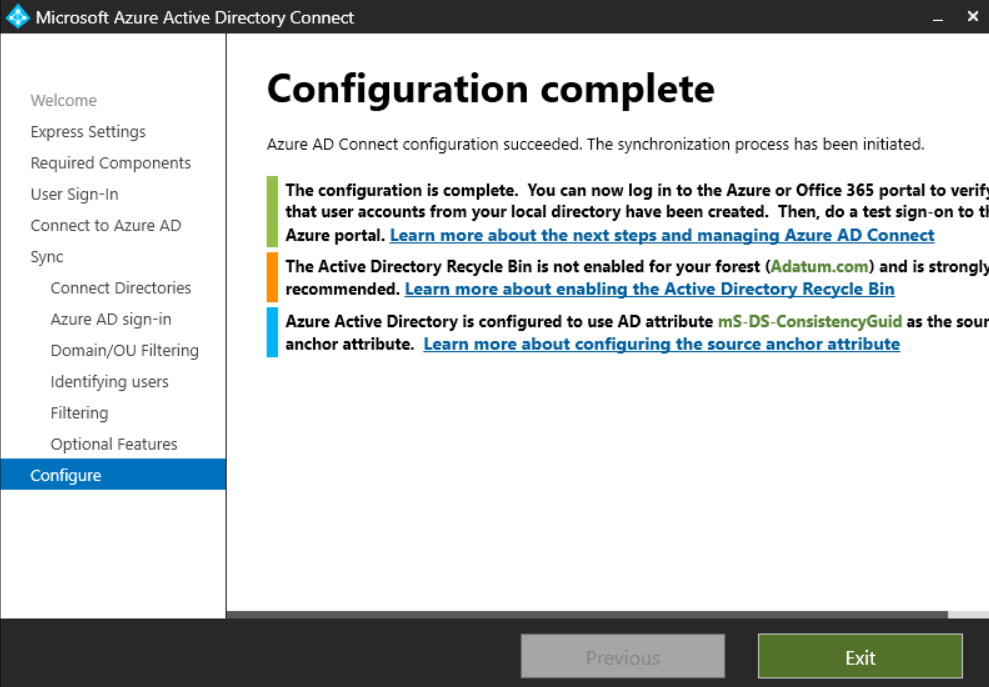 Microsoft Azure Active Directory Connect
Welcome
Express Settings
Required Components
User Sign-In
Connect to Azure AD
Sync
Connect Directories
Azure AD sign-in
Domain/OU Filtering
Identifying users
Filtering
Optional Features
Configure
Configuration complete
Azure AD Connect configuration succeeded. The synchronization process has been initiated.
The configuration is complete. You can now log in to the Azure or Office 365 portal to verify
that user accounts from your local directory have been created. Then, do a test sign-on to
Azure portal. Learn more about the next steps and managing Azure AD Connect
The Active Directory Recycle Bin is not enabled for your forest (Adatum.com) and is strongly
recommended. Learn more about enabling the Active Directory Recycle Bin
Azure Active Directory is configured to use AD attribute mS-DS-ConsistencyGuid as the
anchor attribute. Learn more about configuring the source anchor attribute
Previous
Exit